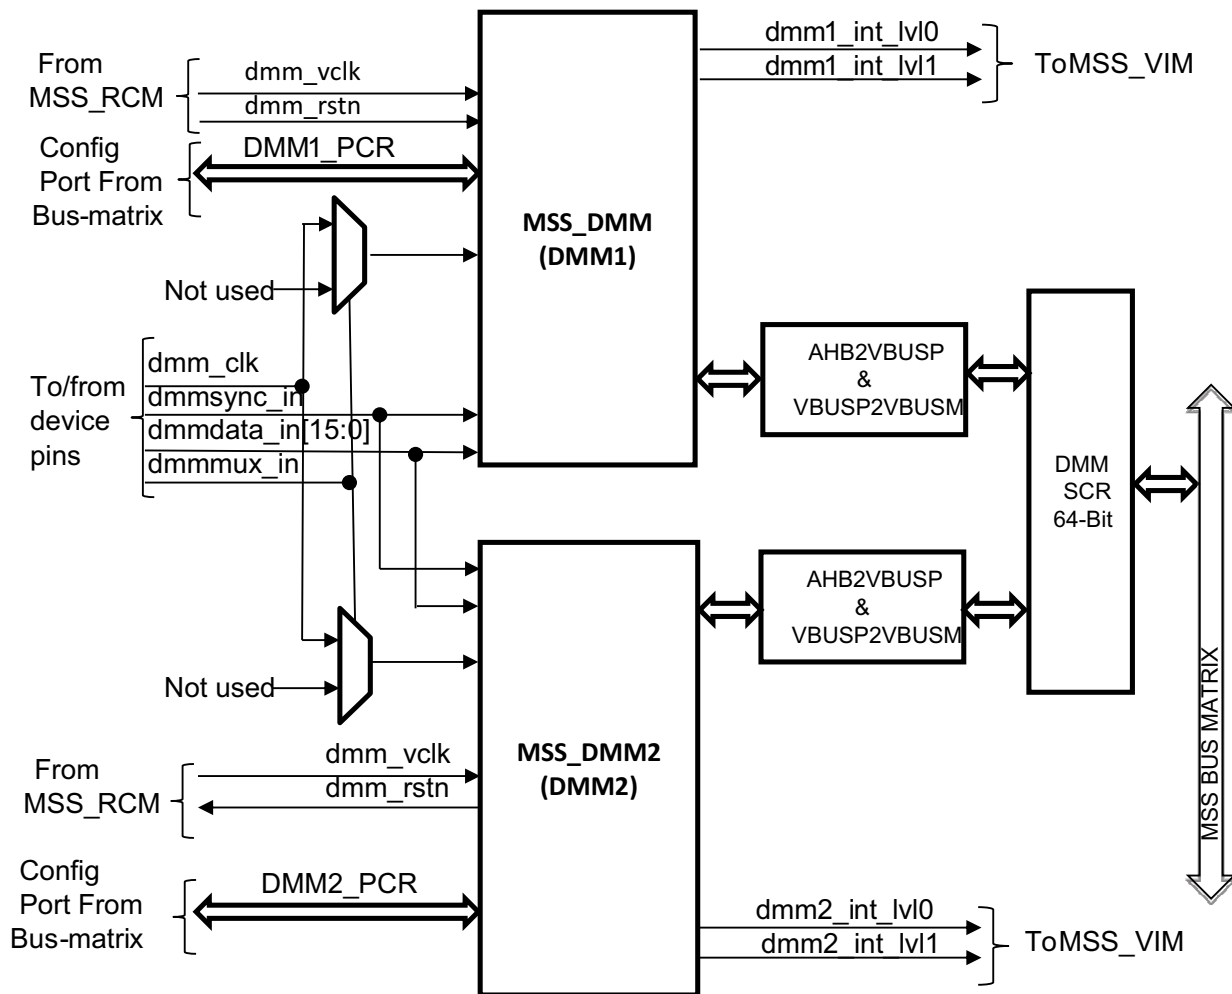 dmm1_int_lvl0
dmm1_int_lvl1
ToMSS_VIM
From
MSS_RCM
dmm_vclk
dmm_rstn
Config
Port From
Bus-matrix
DMM1_PCR
MSS_DMM
(DMM1)
Not used
To/from
device
pins
dmm_clk
dmmsync_in
dmmdata_in[15:0]
dmmmux_in
AHB2VBUSP
&
VBUSP2VBUSM
DMM
SCR
64-Bit
MSS BUS MATRIX
AHB2VBUSP
&
VBUSP2VBUSM
Not used
MSS_DMM2
(DMM2)
From
MSS_RCM
dmm_vclk
dmm_rstn
Config
Port From
Bus-matrix
DMM2_PCR
dmm2_int_lvl0
dmm2_int_lvl1
ToMSS_VIM